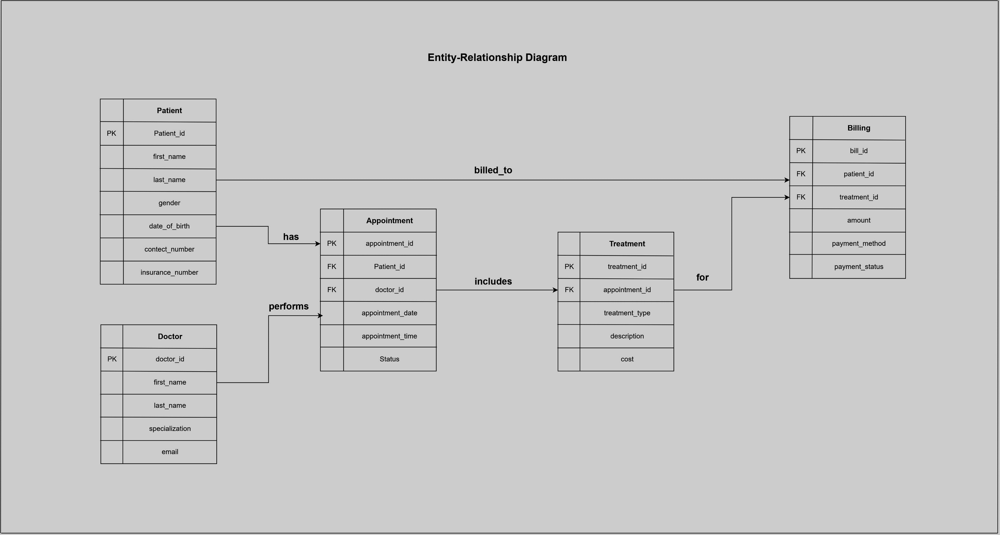 Entity-Relationship Diagram
Patient
PK Patient_id
first_name
last_name
gender
date_of_birth
contect_number
insurance_number
billed_to
has
Doctor
PK doctor_id
first_name
last_name
specialization
email
performs
Appointment
PK appointment_id
FK Patient_id
FK doctor_id
appointment_date
appointment_time
Status
includes
Treatment
PK treatment_id
FK appointment_id
treatment_type
description
cost
for
Billing
PK bill_id
FK patient_id
FK treatment_id
amount
payment_method
payment_status